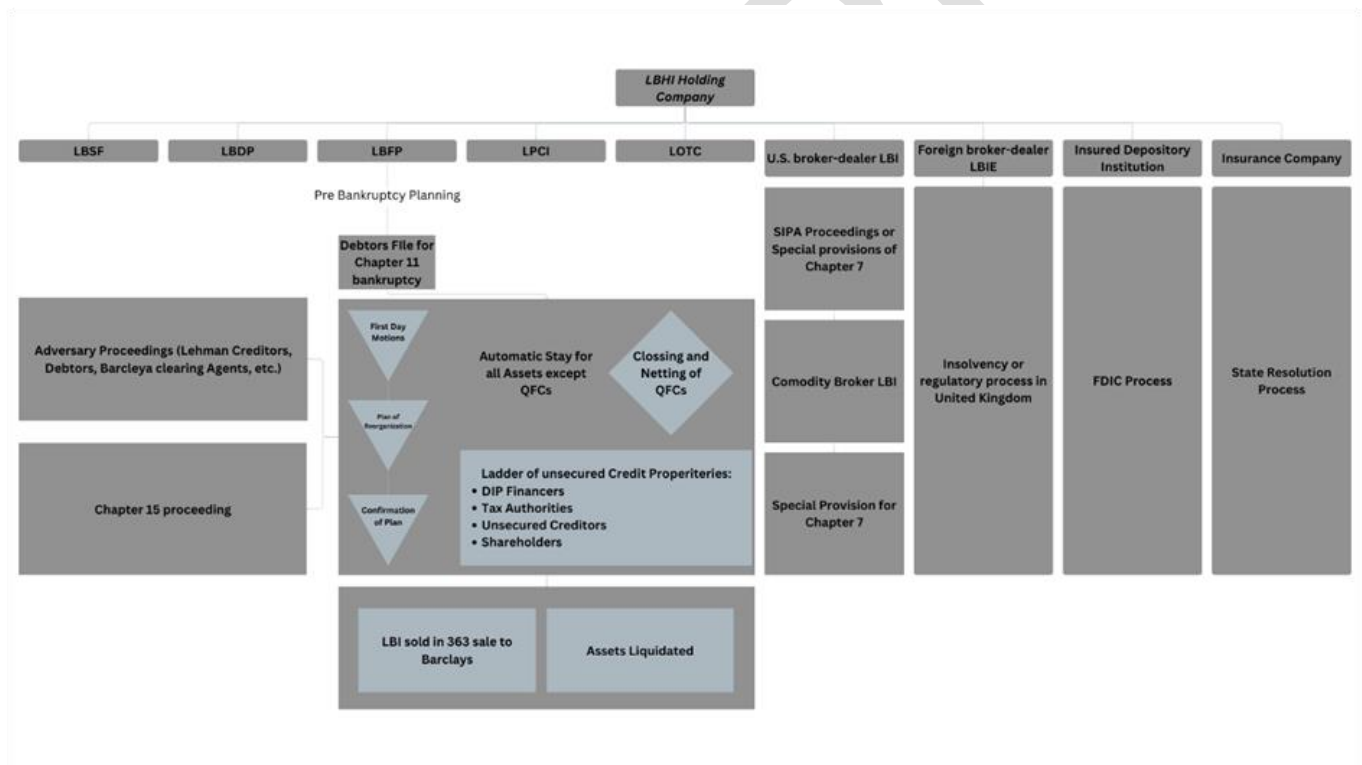 LBHI Holding
Company
LBSF
LBDP
LBFP
LPCI
LOTC
U.S. broker-dealer LBI
Foreign broker-dealer
LBIE
Insured Depository
Institution
Insurance Company
Pre Bankruptcy Planning
Debtors FIle for
Chapter 11
bankruptcy
First Day
Motions
Plan of
Reorganization
Confirmation
of Plan
Automatic Stay for
all Assets except
QFCs
Clossing and
Netting of
QFCs
Ladder of unsecured Credit Properiteries:
• DIP Financers
• Tax Authorities
• Unsecured Creditors
• Shareholders
Adversary Proceedings (Lehman Creditors,
Debtors, Barcleya clearing Agents, etc.)
Chapter 15 proceeding
LBI sold in 363 sale to
Barclays
Assets Liquidated
SIPA Proceedings or
Special provisions of
Chapter 7
Comodity Broker LBI
Special Provision for
Chapter 7
Insolvency or
regulatory process in
United Kingdom
FDIC Process
State Resolution
Process